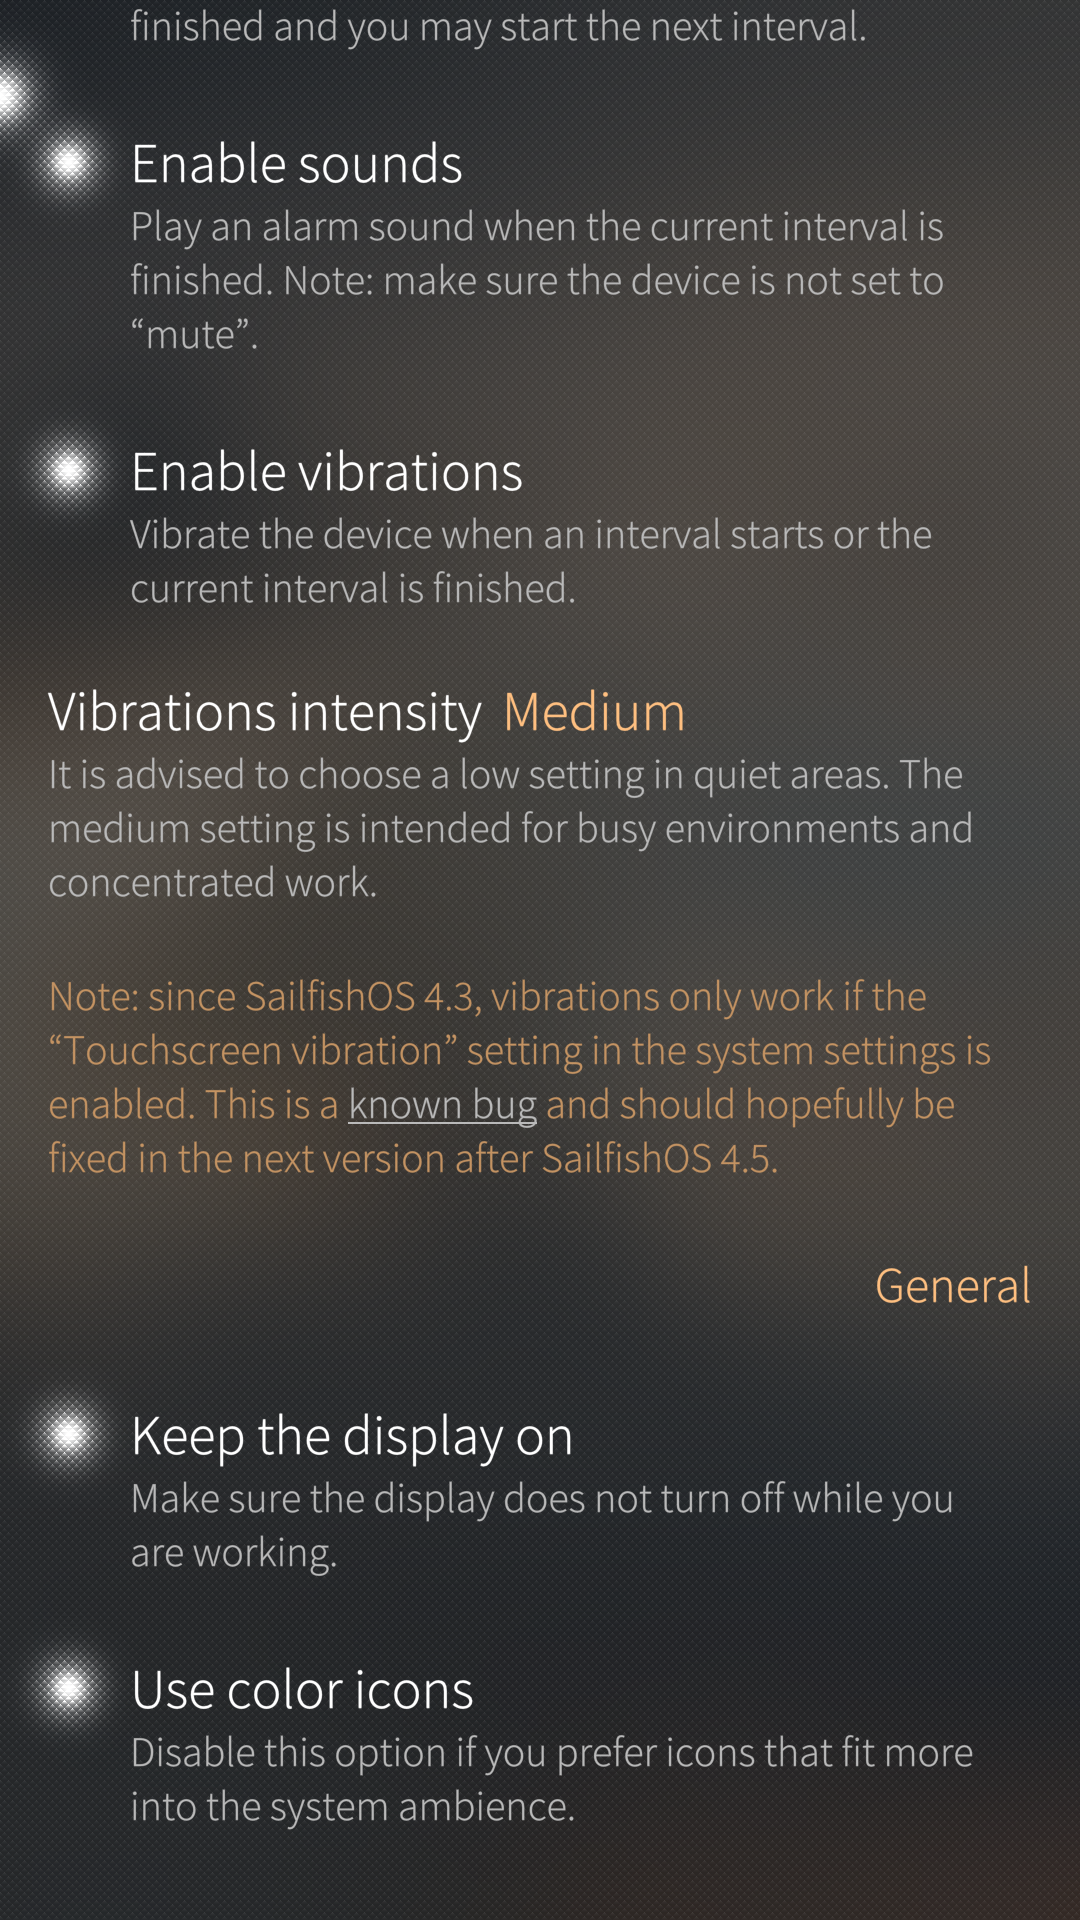 finished and you may start the next interval.
Enable sounds
Play an alarm sound when the current interval is
finished. Note: make sure the device is not set to
“mute”.
Enable vibrations
Vibrate the device when an interval starts or the
current interval is finished.
Vibrations intensity Medium
It is advised to choose a low setting in quiet areas. The
medium setting is intended for busy environments and
concentrated work.
Note: since SailfishOS 4.3, vibrations only work if the
“Touchscreen vibration” setting in the system settings is
enabled. This is a known bug and should hopefully be
fixed in the next version after SailfishOS 4.5.
General
Keep the display on
Make sure the display does not turn off while you
are working.
Use color icons
Disable this option if you prefer icons that fit more
into the system ambience.